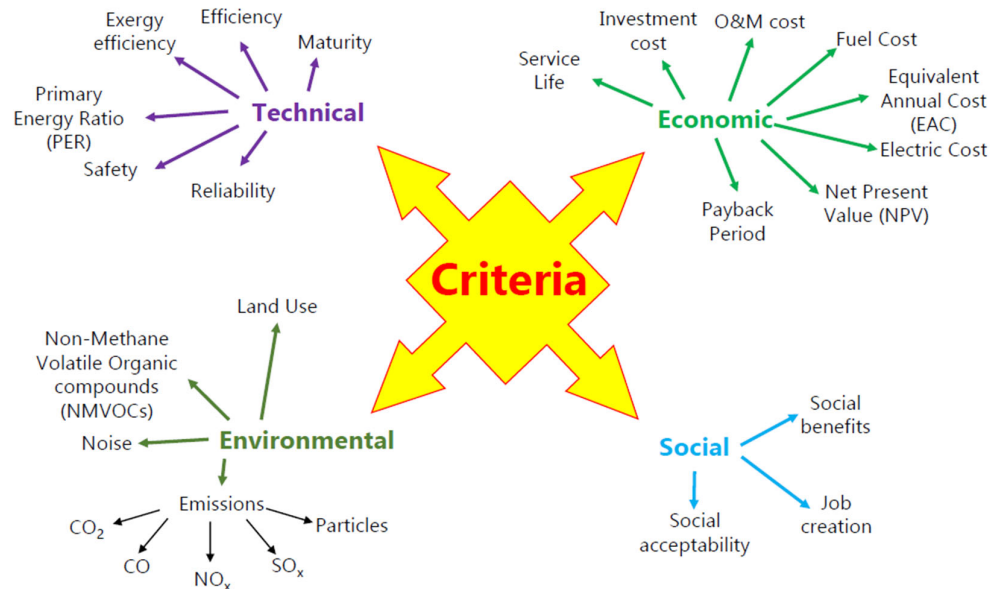 Exergy
efficiency
Efficiency
Maturity
Primary
Energy Ratio
(PER)
Technical
Safety
Reliability
Investment
cost
O&M cost
Fuel Cost
Service
Life
Equivalent
Annual Cost
(EAC)
Economic
Electric Cost
Payback
Period
Net Present
Value (NPV)
Criteria
Land Use
Non-Methane
Volatile Organic
compounds
(NMVOCs)
Noise
Environmental
Emissions
CO₂
CO
NOₓ
SOₓ
Particles
Social
Social
benefits
Social
acceptability
Job
creation